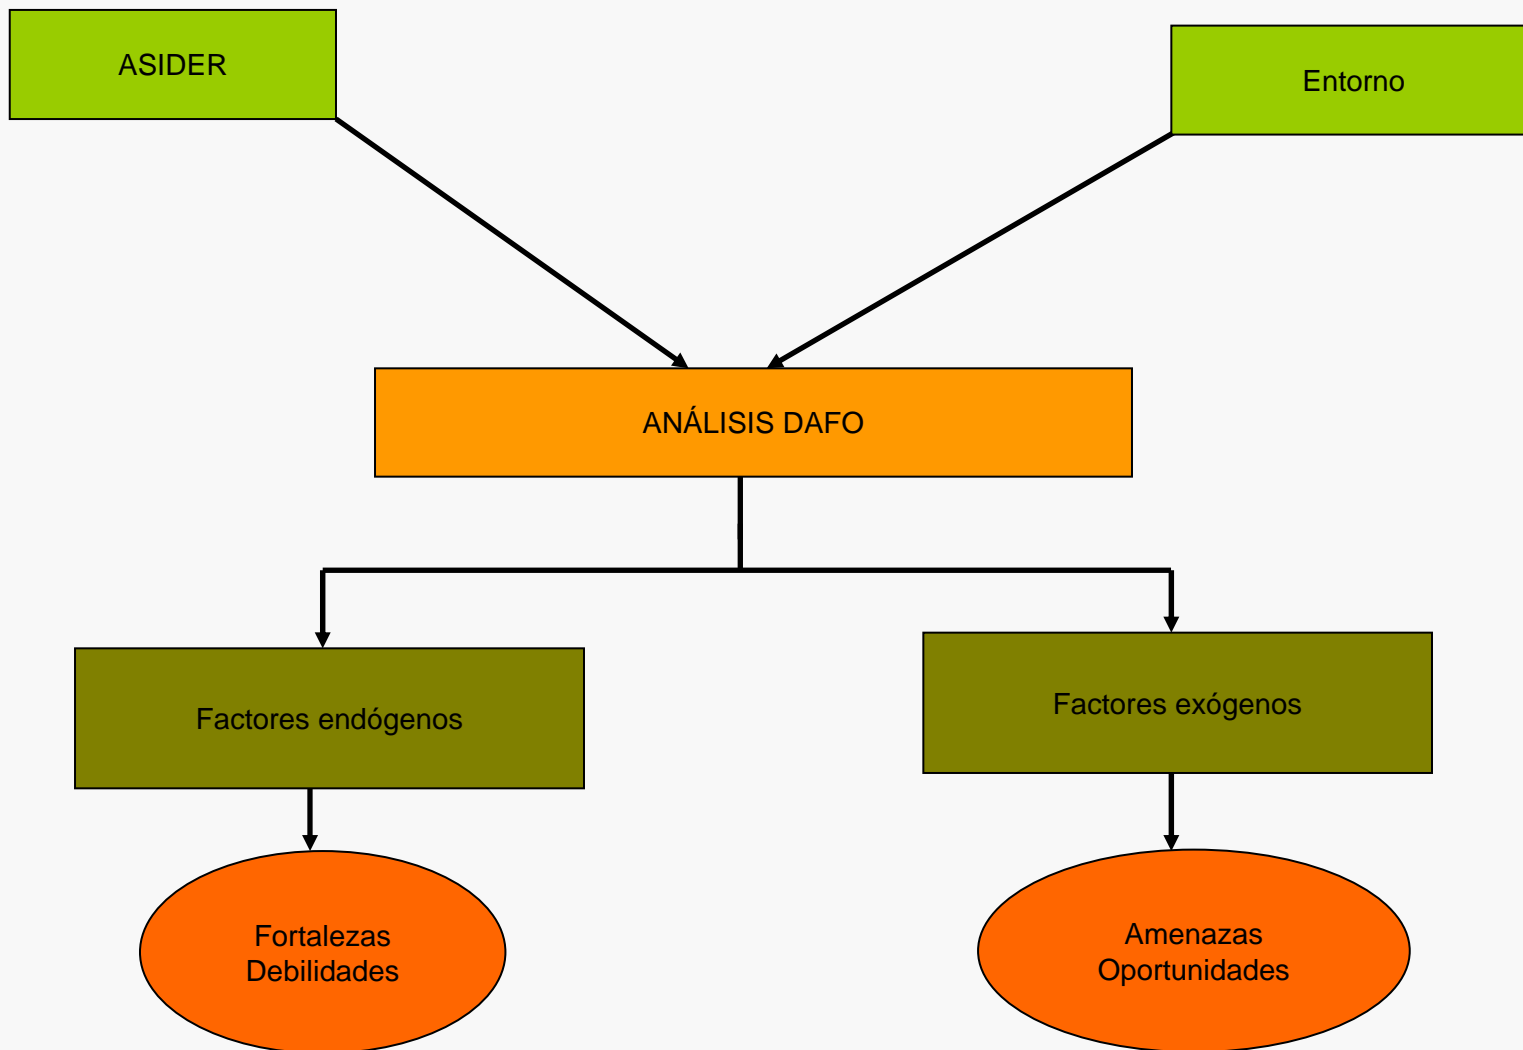 ASIDER
Entorno
ANÁLISIS DAFO
Factores endógenos
Factores exógenos
Fortalezas
Debilidades
Amenazas
Oportunidades